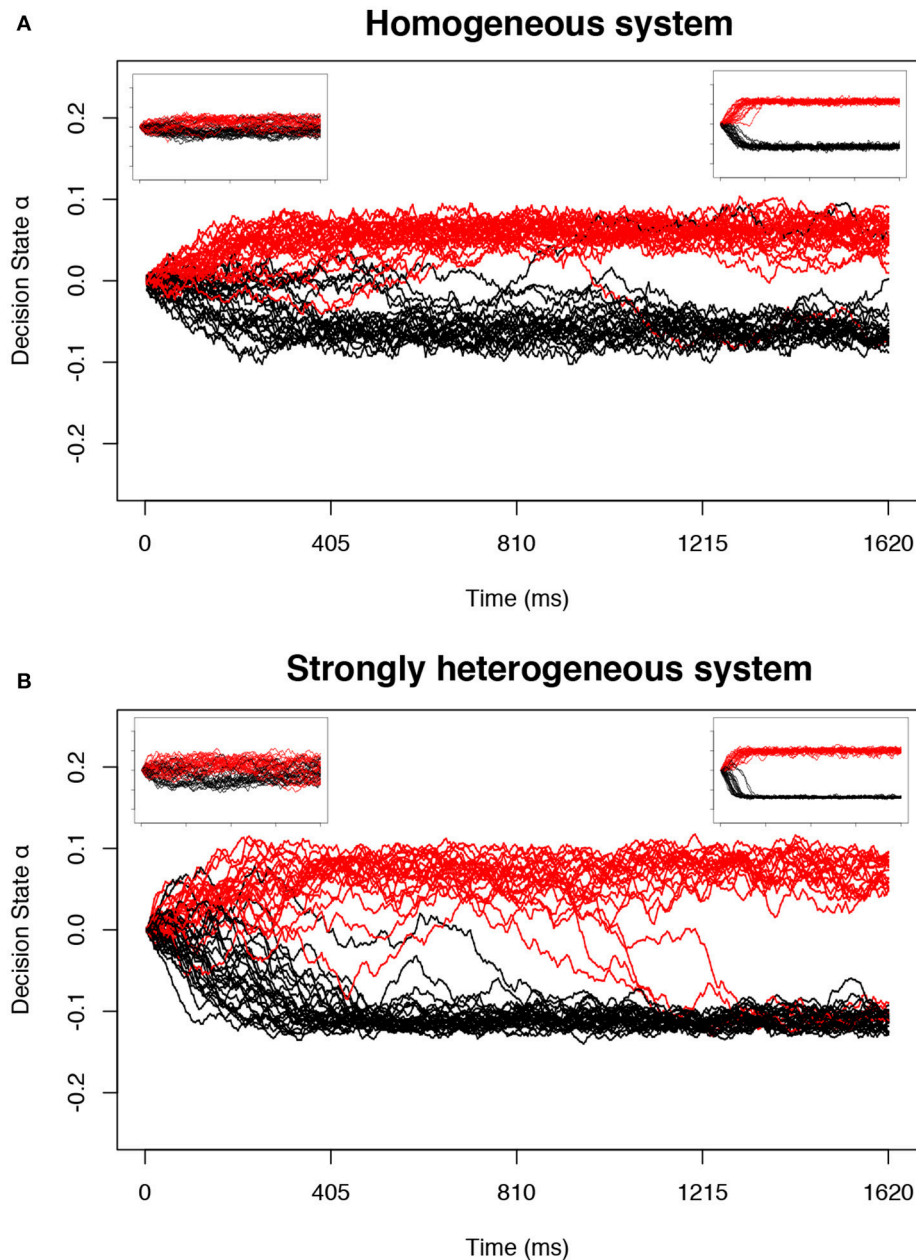 A
Homogeneous system
0.2
0.1
0.0
-0.1
-0.2
Decision State α
0 405 810 1215 1620
Time (ms)
B
Strongly heterogeneous system
0.2
0.1
0.0
-0.1
-0.2
Decision State α
0 405 810 1215 1620
Time (ms)